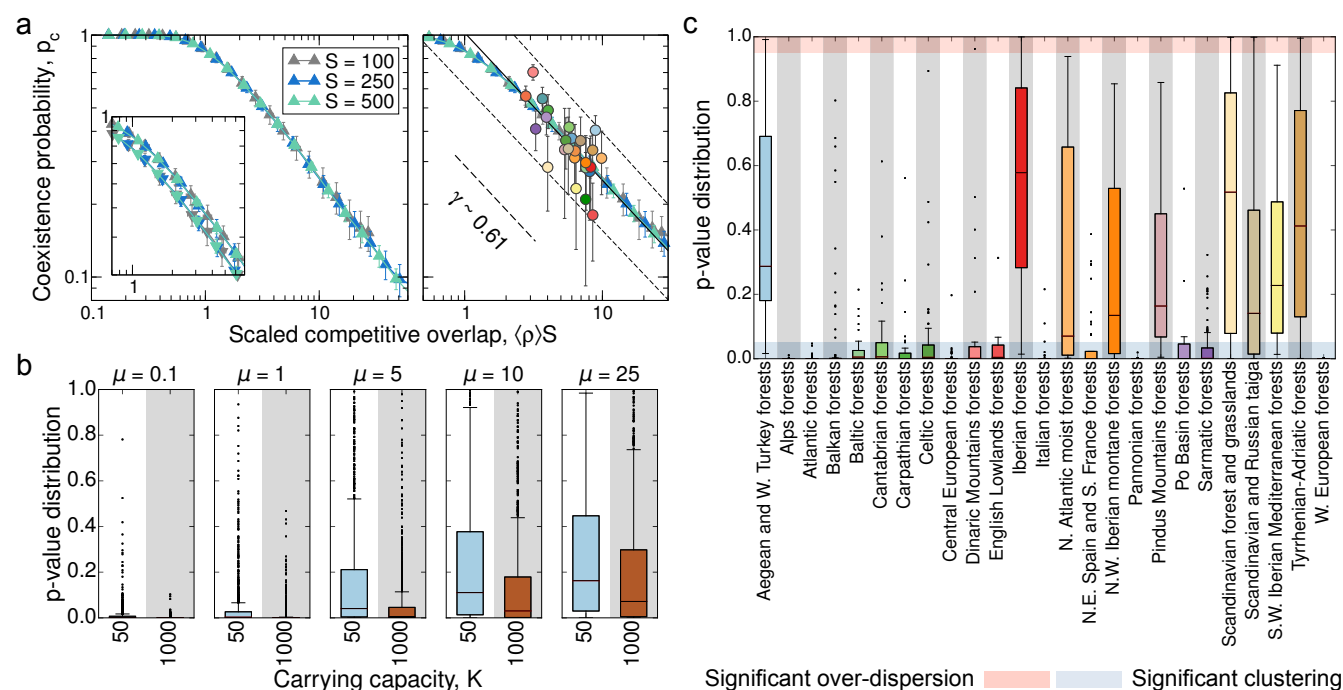 a
Coexistence probability, p_c
1
0.1
S = 100
S = 250
S = 500
1
1
0.1
1
10
1
10
γ ~ 0.61
Scaled competitive overlap, ⟨ρ⟩S
b
p-value distribution
1.0
0.8
0.6
0.4
0.2
0.0
μ = 0.1
μ = 1
μ = 5
μ = 10
μ = 25
50
1000
50
1000
50
1000
50
1000
50
1000
Carrying capacity, K
c
p-value distribution
1.0
0.8
0.6
0.4
0.2
0.0
Aegean and W. Turkey forests
Alps forests
Atlantic forests
Balkan forests
Baltic forests
Cantabrian forests
Carpathian forests
Celtic forests
Central European forests
Dinaric Mountains forests
English Lowlands forests
Iberian forests
Italian forests
N. Atlantic moist forests
N.E. Spain and S. France forests
N.W. Iberian montane forests
Pannonian forests
Pindus Mountains forests
Po Basin forests
Sarmatic forests
Scandinavian forest and grasslands
Scandinavian and Russian taiga
S.W. Iberian Mediterranean forests
Tyrrhenian-Adriatic forests
W. European forests
Significant over-dispersion
Significant clustering